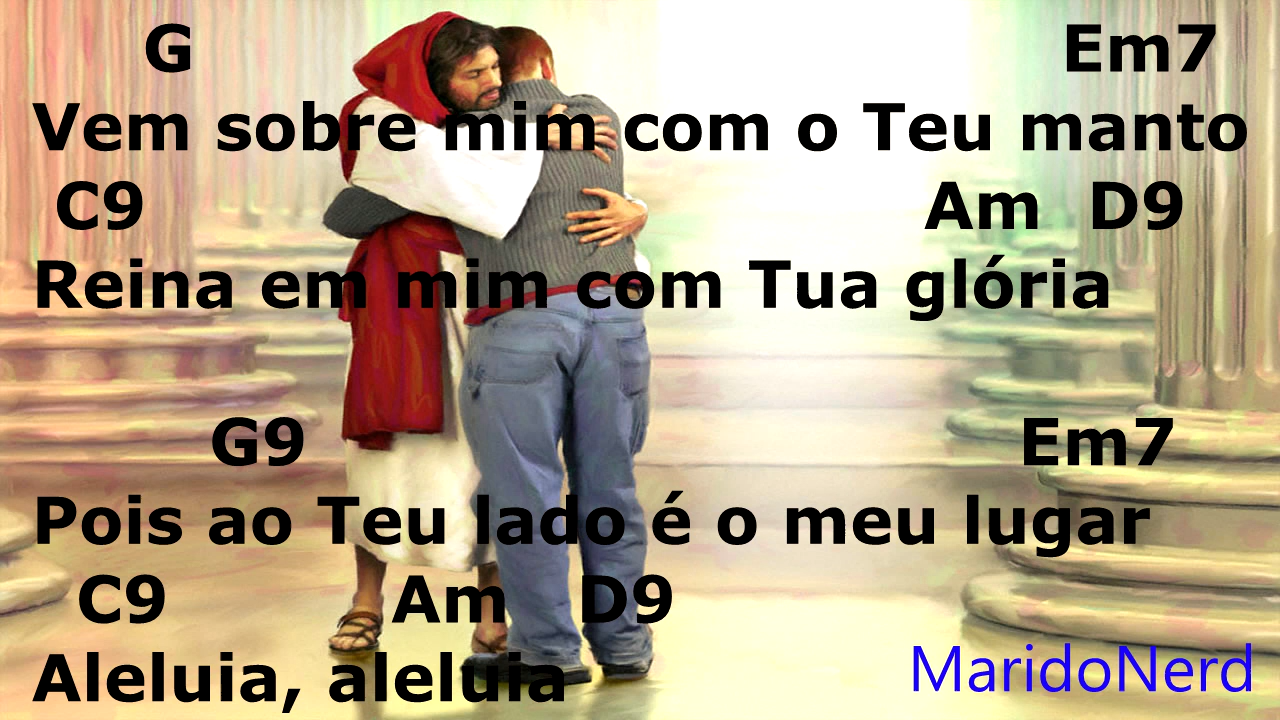 G Em7
Vem sobre mim com o Teu manto
C9 Am D9
Reina em mim com Tua glória
G9 Em7
Pois ao Teu lado é o meu lugar
C9 Am D9
Aleluia, aleluia
MaridoNerd